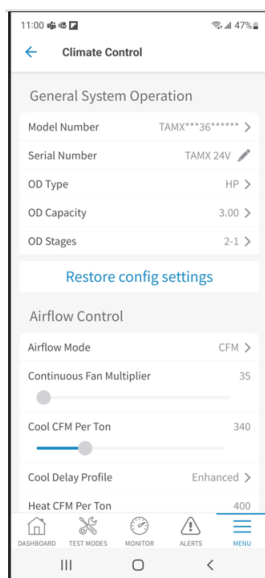 11:00 47%
Climate Control
General System Operation
Model Number TAMX***36******
Serial Number TAMX 24V
OD Type HP
OD Capacity 3.00
OD Stages 2-1
Restore config settings
Airflow Control
Airflow Mode CFM
Continuous Fan Multiplier 35
Cool CFM Per Ton 340
Cool Delay Profile Enhanced
Heat CFM Per Ton 400
DASHBOARD TEST MODES MONITOR ALERTS MENU